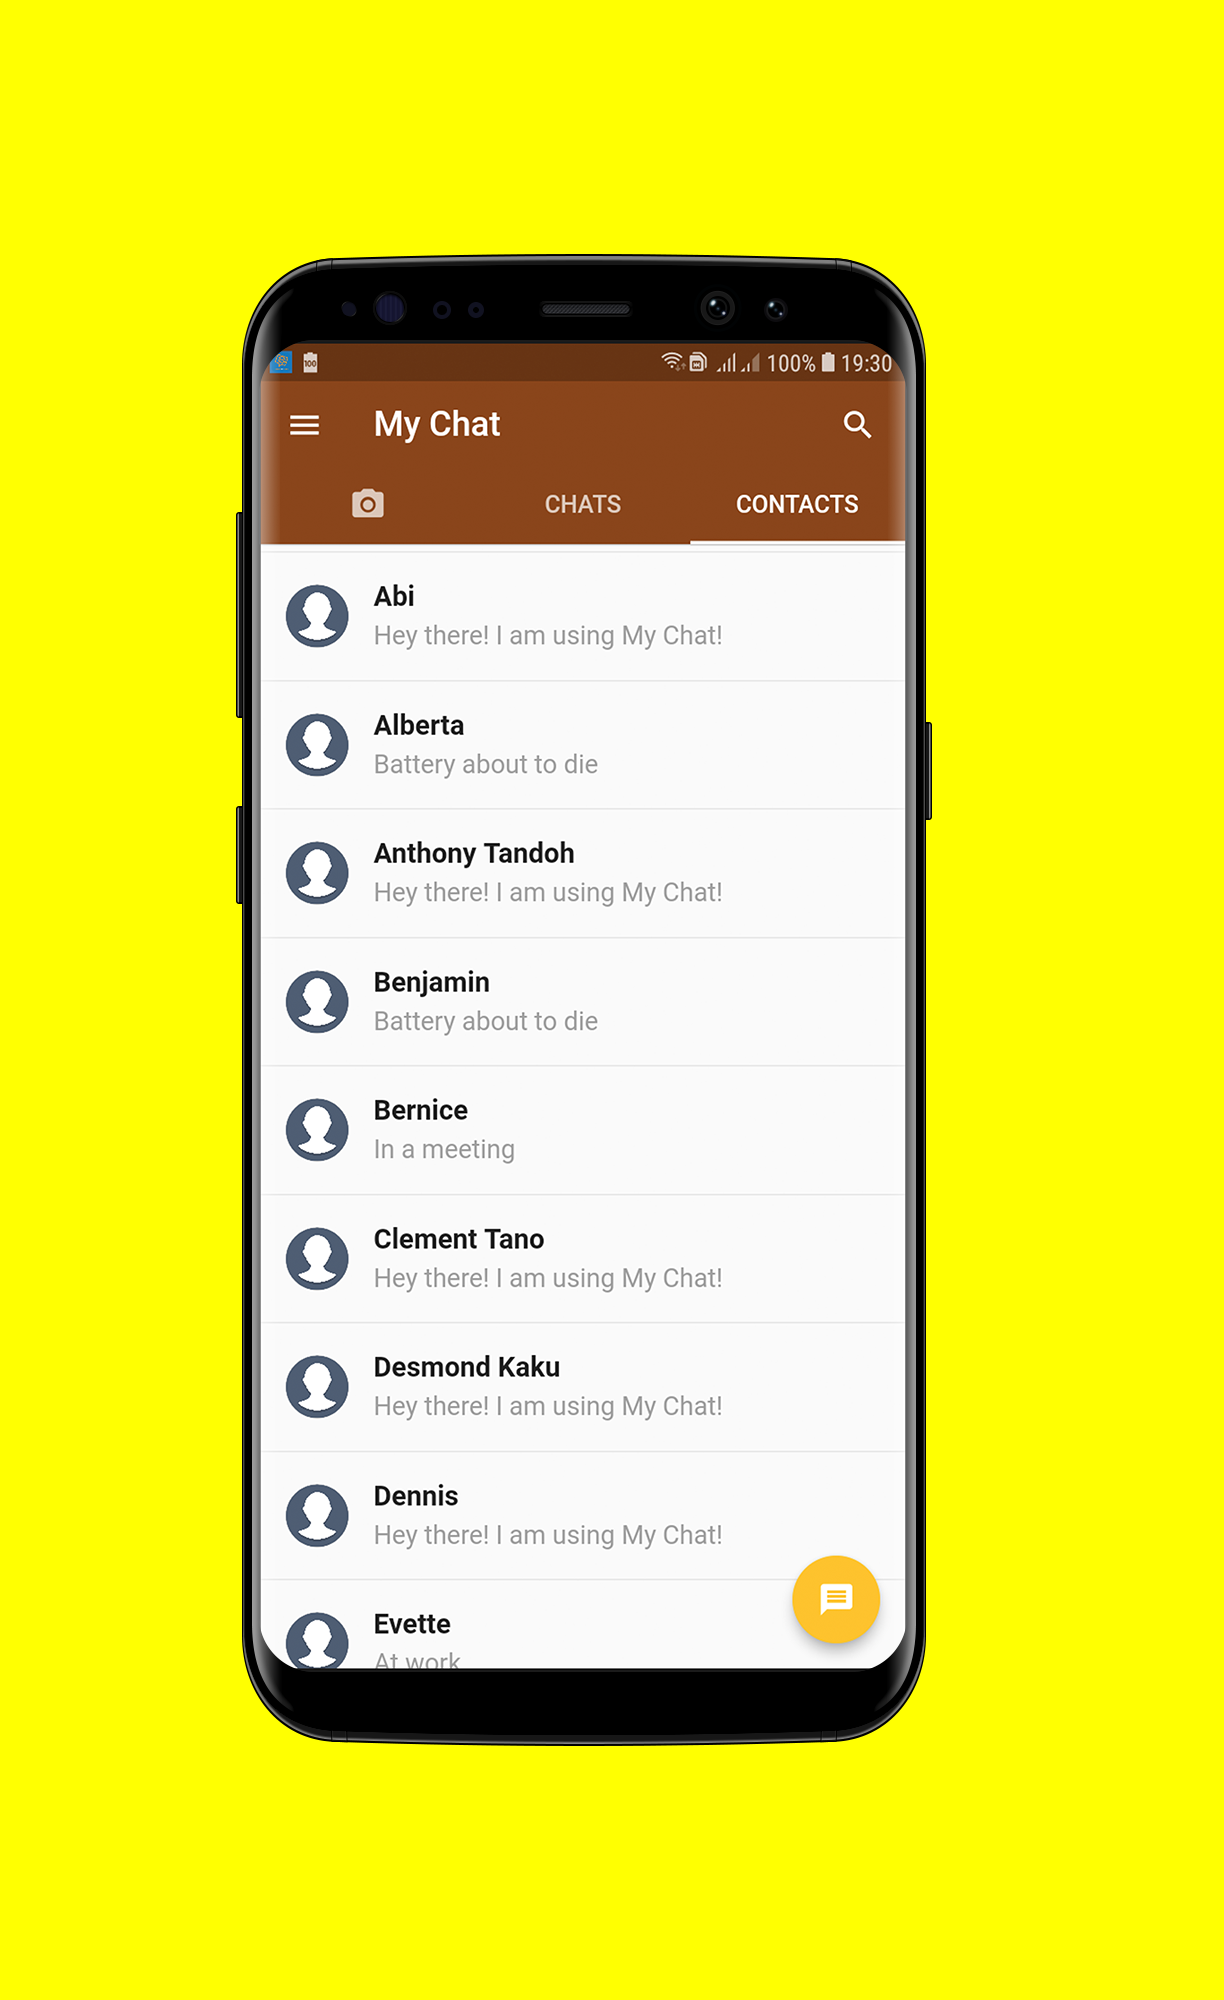 100
100% 19:30
My Chat
CHATS CONTACTS
Abi
Hey there! I am using My Chat!
Alberta
Battery about to die
Anthony Tandoh
Hey there! I am using My Chat!
Benjamin
Battery about to die
Bernice
In a meeting
Clement Tano
Hey there! I am using My Chat!
Desmond Kaku
Hey there! I am using My Chat!
Dennis
Hey there! I am using My Chat!
Evette
At work